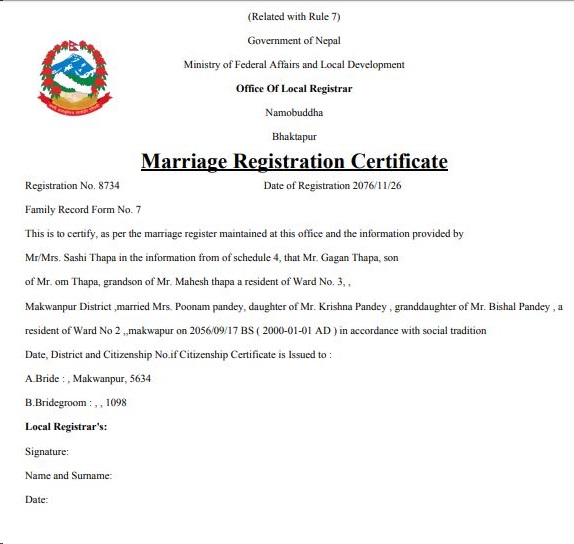 (Related with Rule 7)
Government of Nepal
Ministry of Federal Affairs and Local Development
Office Of Local Registrar
Namobuddha
Bhaktapur
Marriage Registration Certificate
Registration No. 8734 Date of Registration 2076/11/26
Family Record Form No. 7
This is to certify, as per the marriage register maintained at this office and the information provided by
Mr/Mrs. Sashi Thapa in the information from of schedule 4, that Mr. Gagan Thapa, son
of Mr. om Thapa, grandson of Mr. Mahesh thapa a resident of Ward No. 3, ,
Makwanpur District ,married Mrs. Poonam pandey, daughter of Mr. Krishna Pandey , granddaughter of Mr. Bishal Pandey , a
resident of Ward No 2 ,,makwapur on 2056/09/17 BS ( 2000-01-01 AD ) in accordance with social tradition
Date, District and Citizenship No.if Citizenship Certificate is Issued to :
A.Bride : , Makwanpur, 5634
B.Bridegroom : , , 1098
Local Registrar's:
Signature:
Name and Surname:
Date: